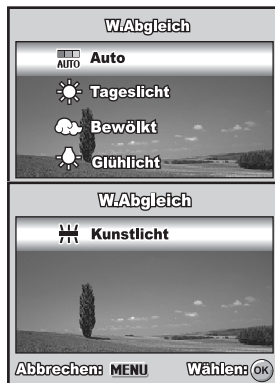 W.Abgleich
AUTO Auto
Tageslicht
Bewölkt
Glühlicht
W.Abgleich
Kunstlicht
Abbrechen: MENU Wählen: OK